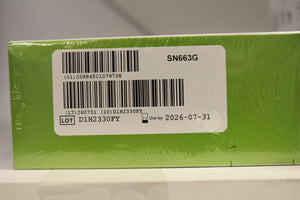 SN663G
(01)20884521079738
(17)260731 (10)D1H2330FY
LOT D1H2330FY Use by 2026-07-31